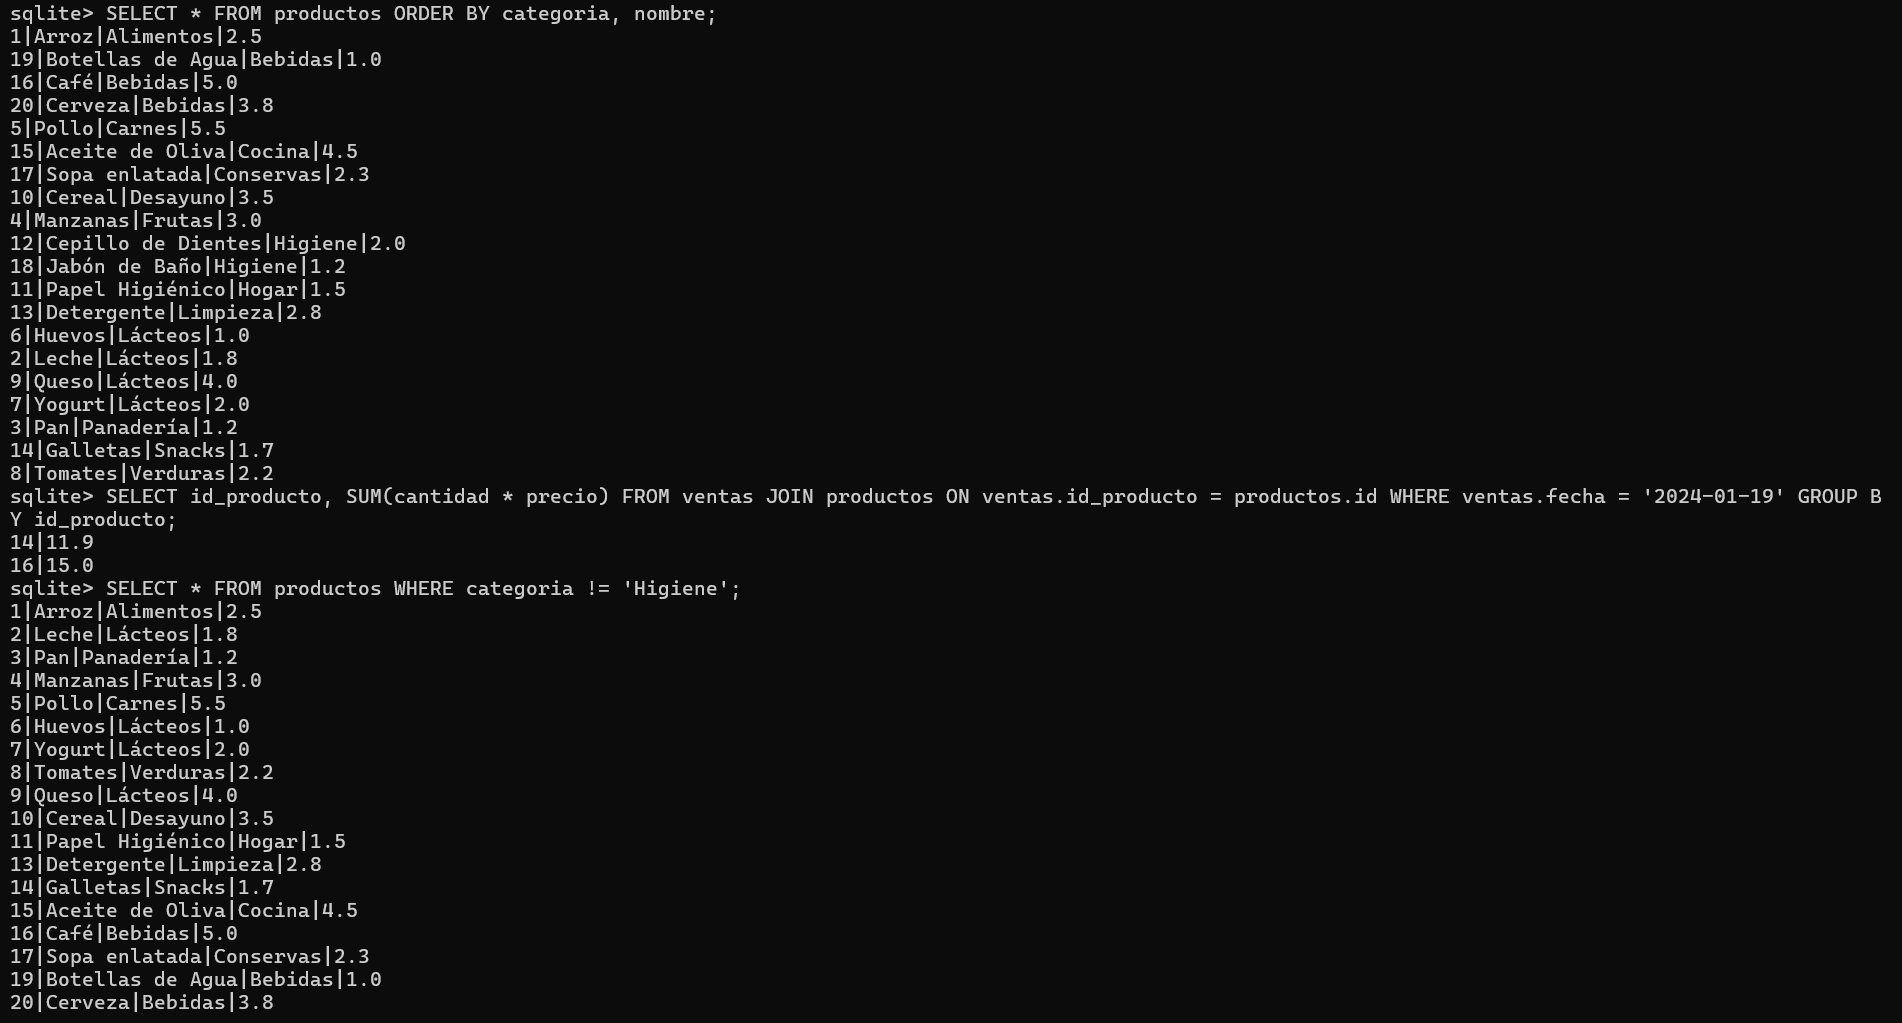 sqlite> SELECT * FROM productos ORDER BY categoria, nombre;
1|Arroz|Alimentos|2.5
19|Botellas de Agua|Bebidas|1.0
16|Café|Bebidas|5.0
20|Cerveza|Bebidas|3.8
5|Pollo|Carnes|5.5
15|Aceite de Oliva|Cocina|4.5
17|Sopa enlatada|Conservas|2.3
10|Cereal|Desayuno|3.5
4|Manzanas|Frutas|3.0
12|Cepillo de Dientes|Higiene|2.0
18|Jabón de Baño|Higiene|1.2
11|Papel Higiénico|Hogar|1.5
13|Detergente|Limpieza|2.8
6|Huevos|Lácteos|1.0
2|Leche|Lácteos|1.8
9|Queso|Lácteos|4.0
7|Yogurt|Lácteos|2.0
3|Pan|Panadería|1.2
14|Galletas|Snacks|1.7
8|Tomates|Verduras|2.2
sqlite> SELECT id_producto, SUM(cantidad * precio) FROM ventas JOIN productos ON ventas.id_producto = productos.id WHERE ventas.fecha = '2024-01-19' GROUP B
Y id_producto;
14|11.9
16|15.0
sqlite> SELECT * FROM productos WHERE categoria != 'Higiene';
1|Arroz|Alimentos|2.5
2|Leche|Lácteos|1.8
3|Pan|Panadería|1.2
4|Manzanas|Frutas|3.0
5|Pollo|Carnes|5.5
6|Huevos|Lácteos|1.0
7|Yogurt|Lácteos|2.0
8|Tomates|Verduras|2.2
9|Queso|Lácteos|4.0
10|Cereal|Desayuno|3.5
11|Papel Higiénico|Hogar|1.5
13|Detergente|Limpieza|2.8
14|Galletas|Snacks|1.7
15|Aceite de Oliva|Cocina|4.5
16|Café|Bebidas|5.0
17|Sopa enlatada|Conservas|2.3
19|Botellas de Agua|Bebidas|1.0
20|Cerveza|Bebidas|3.8